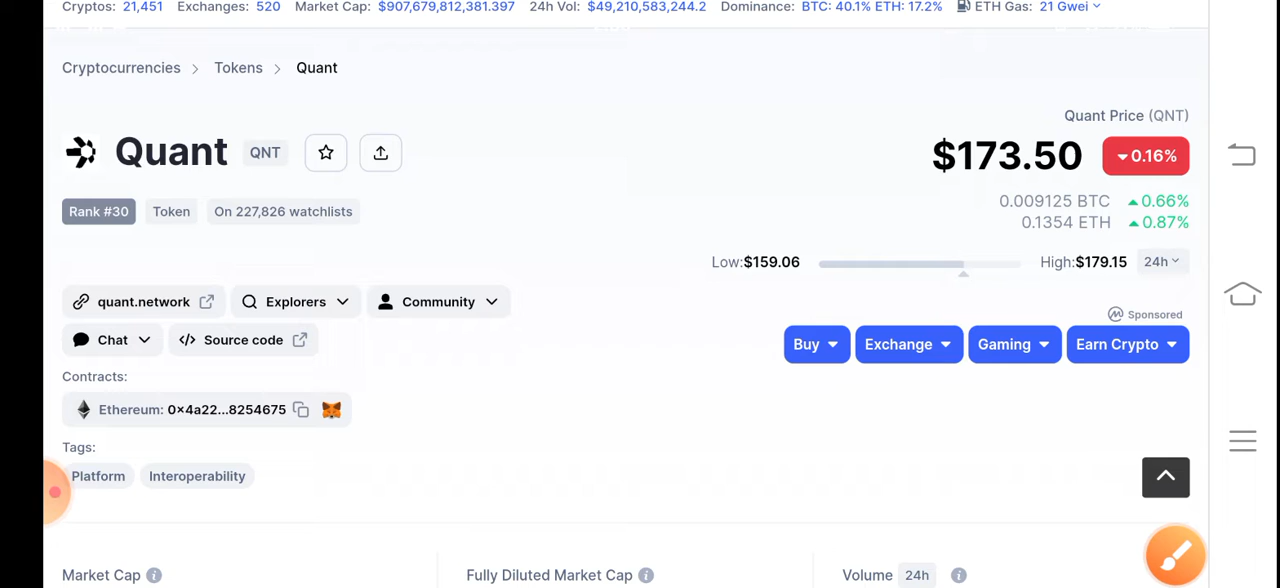 Cryptos: 21,451 Exchanges: 520 Market Cap: $907,679,812,381.397 24h Vol: $49,210,583,244.2 Dominance: BTC: 40.1% ETH: 17.2% ETH Gas: 21 Gwei
Cryptocurrencies > Tokens > Quant
Quant Price (QNT)
Quant QNT
$173.50 0.16%
0.009125 BTC 0.66%
Rank #30 Token On 227,826 watchlists
0.1354 ETH 0.87%
Low:$159.06 High:$179.15 24h
quant.network Explorers Community
Sponsored
Chat Source code
Buy Exchange Gaming Earn Crypto
Contracts:
Ethereum: 0x4a22...8254675
Tags:
Platform Interoperability
Market Cap Fully Diluted Market Cap Volume 24h